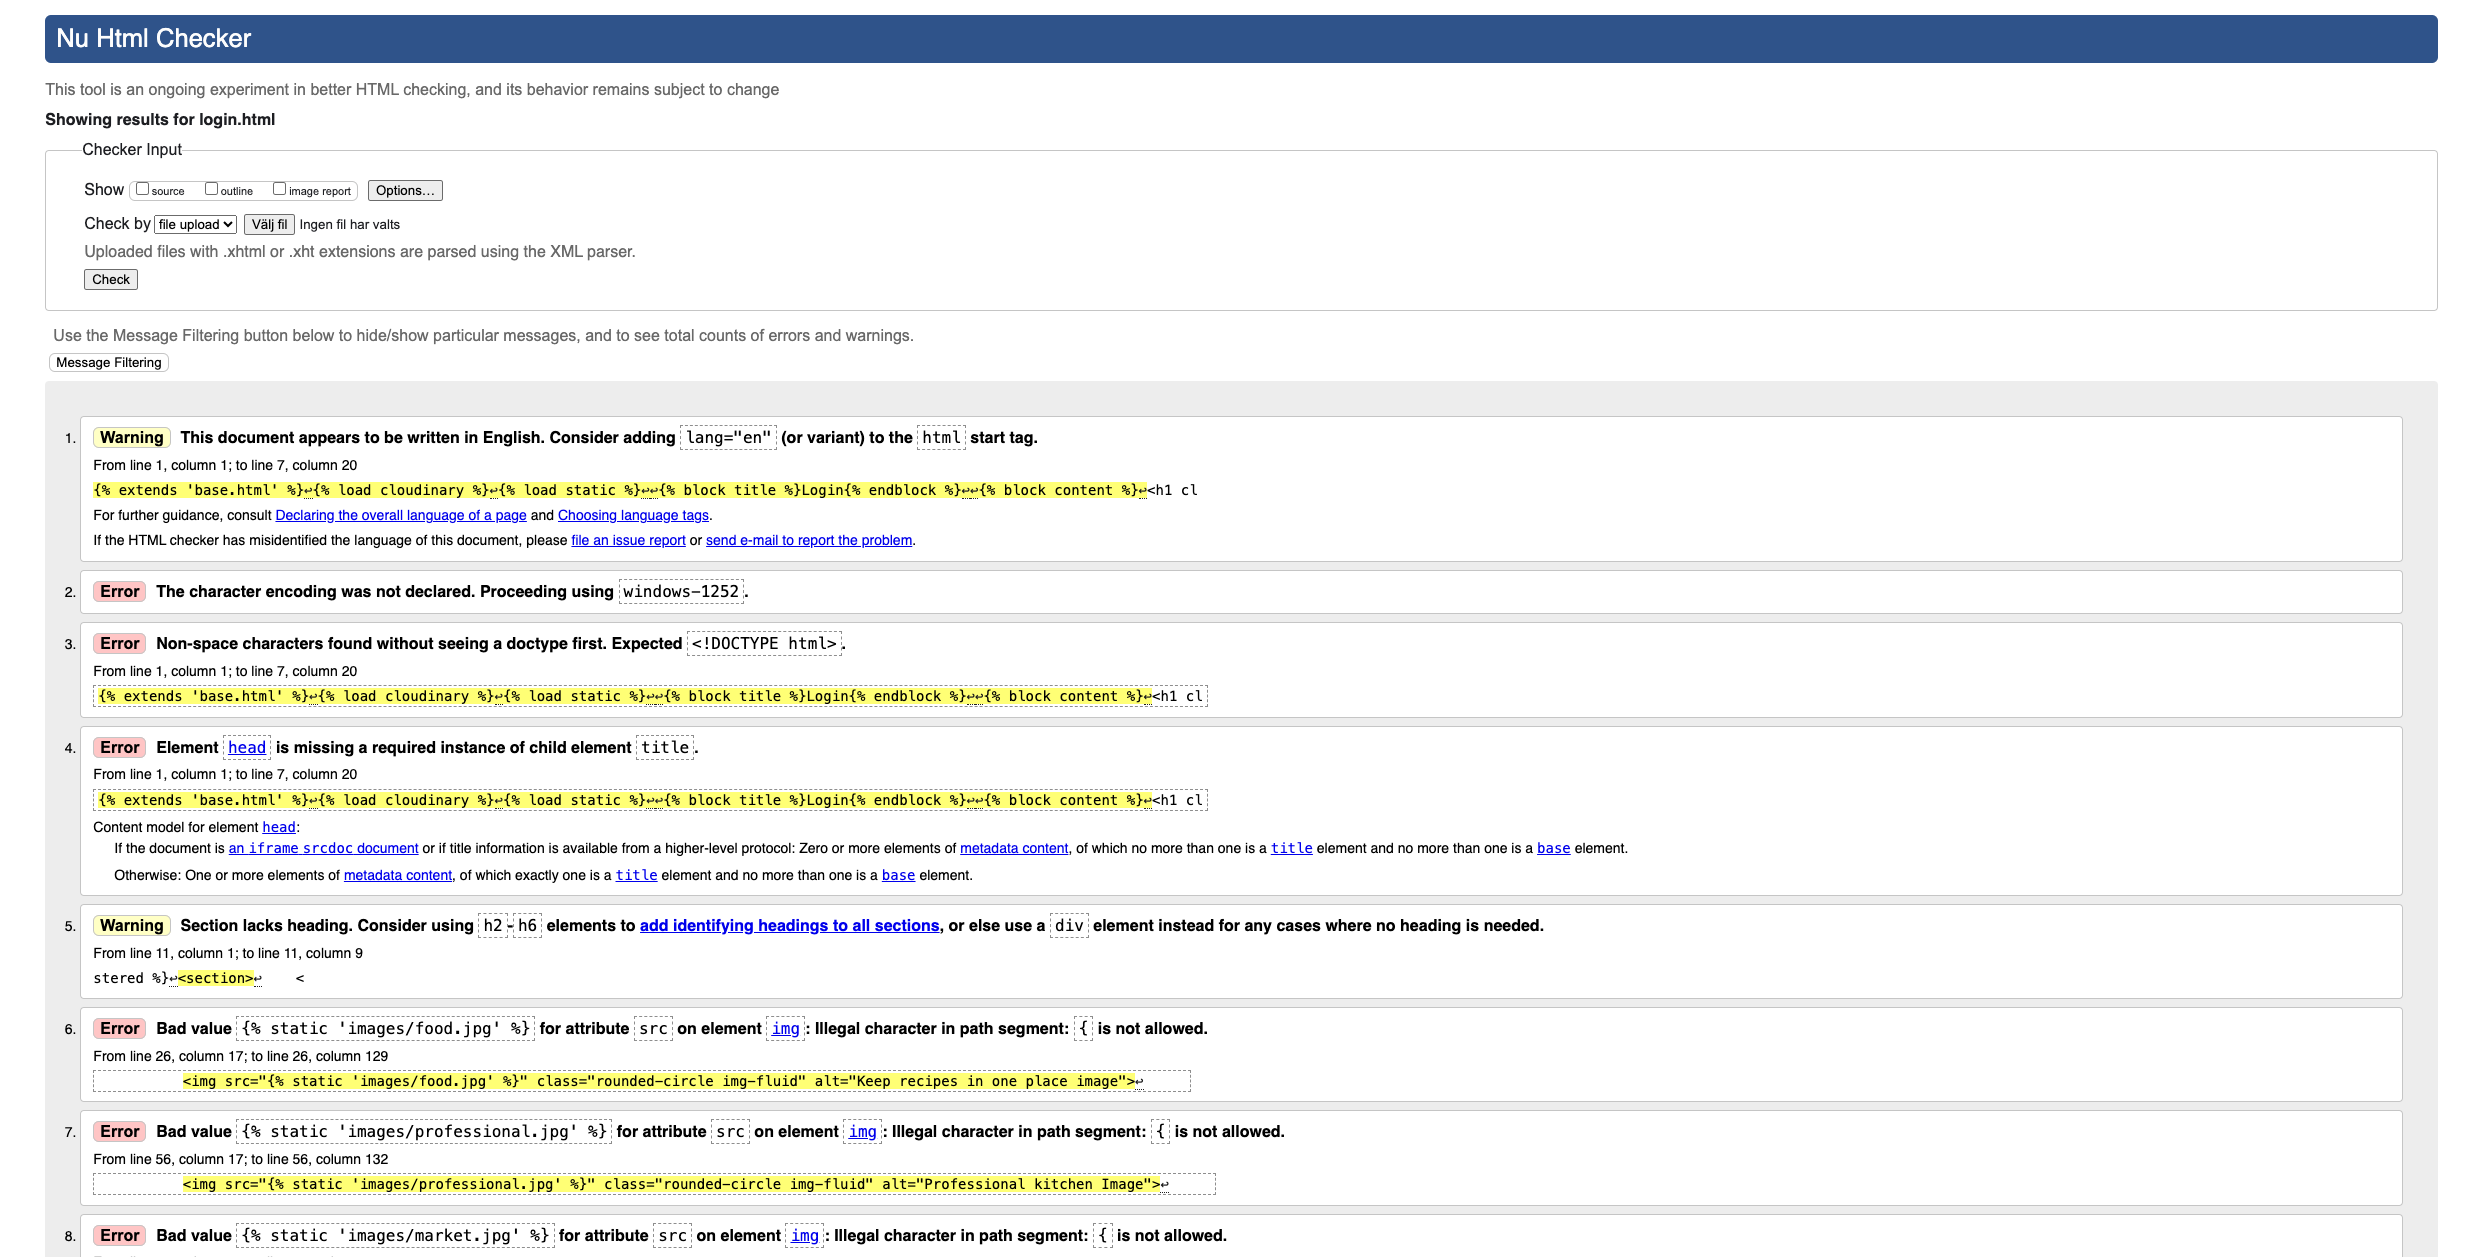 Nu Html Checker
This tool is an ongoing experiment in better HTML checking, and its behavior remains subject to change
Showing results for login.html
Checker Input
Show source outline image report Options...
Check by file upload Välj fil Ingen fil har valts
Uploaded files with .xhtml or .xht extensions are parsed using the XML parser.
Check
Use the Message Filtering button below to hide/show particular messages, and to see total counts of errors and warnings.
Message Filtering
1. Warning This document appears to be written in English. Consider adding lang="en" (or variant) to the html start tag.
From line 1, column 1; to line 7, column 20
{% extends 'base.html' %}↩{% load cloudinary %}↩{% load static %}↩↩{% block title %}Login{% endblock %}↩↩{% block content %}↩<h1 cl
For further guidance, consult Declaring the overall language of a page and Choosing language tags.
If the HTML checker has misidentified the language of this document, please file an issue report or send e-mail to report the problem.
2. Error The character encoding was not declared. Proceeding using windows-1252.
3. Error Non-space characters found without seeing a doctype first. Expected <!DOCTYPE html>.
From line 1, column 1; to line 7, column 20
{% extends 'base.html' %}↩{% load cloudinary %}↩{% load static %}↩↩{% block title %}Login{% endblock %}↩↩{% block content %}↩<h1 cl
4. Error Element head is missing a required instance of child element title.
From line 1, column 1; to line 7, column 20
{% extends 'base.html' %}↩{% load cloudinary %}↩{% load static %}↩↩{% block title %}Login{% endblock %}↩↩{% block content %}↩<h1 cl
Content model for element head:
If the document is an iframe srcdoc document or if title information is available from a higher-level protocol: Zero or more elements of metadata content, of which no more than one is a title element and no more than one is a base element.
Otherwise: One or more elements of metadata content, of which exactly one is a title element and no more than one is a base element.
5. Warning Section lacks heading. Consider using h2-h6 elements to add identifying headings to all sections, or else use a div element instead for any cases where no heading is needed.
From line 11, column 1; to line 11, column 9
stered %}↩<section>↩    <
6. Error Bad value {% static 'images/food.jpg' %} for attribute src on element img: Illegal character in path segment: { is not allowed.
From line 26, column 17; to line 26, column 129
<img src="{% static 'images/food.jpg' %}" class="rounded-circle img-fluid" alt="Keep recipes in one place image">↩
7. Error Bad value {% static 'images/professional.jpg' %} for attribute src on element img: Illegal character in path segment: { is not allowed.
From line 56, column 17; to line 56, column 132
<img src="{% static 'images/professional.jpg' %}" class="rounded-circle img-fluid" alt="Professional kitchen Image">↩
8. Error Bad value {% static 'images/market.jpg' %} for attribute src on element img: Illegal character in path segment: { is not allowed.